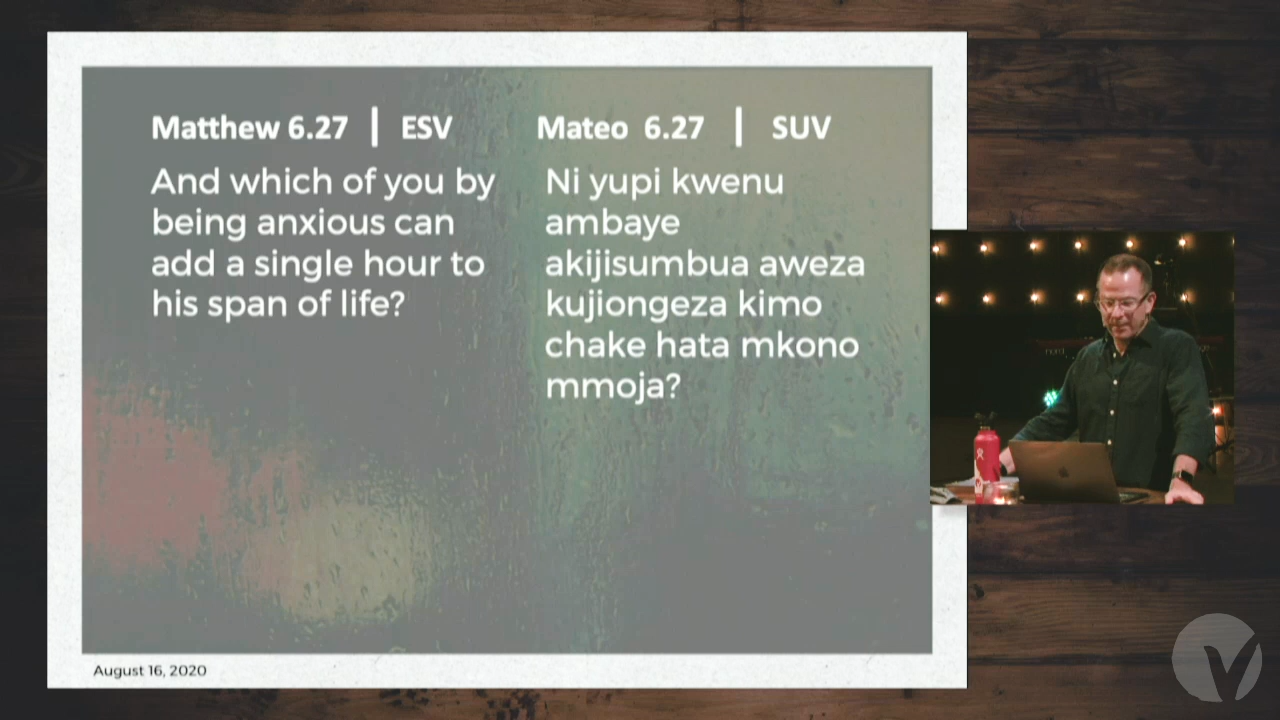 Matthew 6.27 | ESV
And which of you by
being anxious can
add a single hour to
his span of life?
Mateo 6.27 | SUV
Ni yupi kwenu
ambaye
akijisumbua aweza
kujiongeza kimo
chake hata mkono
mmoja?
August 16, 2020